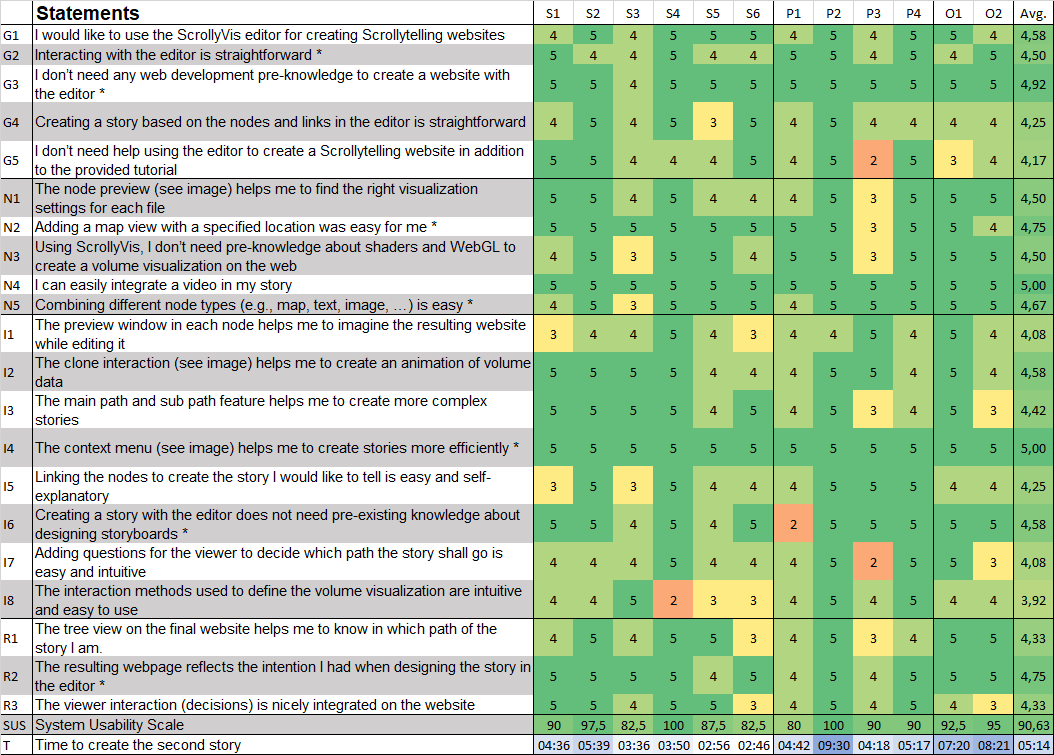 Statements S1 S2 S3 S4 S5 S6 P1 P2 P3 P4 O1 O2 Avg.
G1 I would like to use the ScrollyVis editor for creating Scrollytelling websites 4 5 4 5 5 5 4 5 4 5 5 4 4,58
G2 Interacting with the editor is straightforward * 5 4 4 5 4 4 5 5 4 5 4 5 4,50
G3 I don't need any web development pre-knowledge to create a website with
the editor * 5 5 4 5 5 5 5 5 5 5 5 5 4,92
G4 Creating a story based on the nodes and links in the editor is straightforward 4 5 4 5 3 5 4 5 4 4 4 4 4,25
G5 I don't need help using the editor to create a Scrollytelling website in addition
to the provided tutorial 5 5 4 4 4 5 4 5 2 5 3 4 4,17
N1 The node preview (see image) helps me to find the right visualization
settings for each file 5 5 4 5 4 4 4 5 3 5 5 5 4,50
N2 Adding a map view with a specified location was easy for me * 5 5 5 5 5 5 5 5 3 5 5 4 4,75
N3 Using ScrollyVis, I don't need pre-knowledge about shaders and WebGL to
create a volume visualization on the web 4 5 3 5 5 4 5 5 3 5 5 5 4,50
N4 I can easily integrate a video in my story 5 5 5 5 5 5 5 5 5 5 5 5 5,00
N5 Combining different node types (e.g., map, text, image, …) is easy * 4 5 3 5 5 5 4 5 5 5 5 5 4,67
I1 The preview window in each node helps me to imagine the resulting website
while editing it 3 4 4 5 4 3 4 4 5 4 5 4 4,08
I2 The clone interaction (see image) helps me to create an animation of volume
data 5 5 5 5 4 4 4 5 5 4 5 4 4,58
I3 The main path and sub path feature helps me to create more complex
stories 5 5 5 5 4 5 4 5 3 4 5 3 4,42
I4 The context menu (see image) helps me to create stories more efficiently * 5 5 5 5 5 5 5 5 5 5 5 5 5,00
I5 Linking the nodes to create the story I would like to tell is easy and self-
explanatory 3 5 3 5 4 4 4 5 5 5 4 4 4,25
I6 Creating a story with the editor does not need pre-existing knowledge about
designing storyboards * 5 5 4 5 4 5 2 5 5 5 5 5 4,58
I7 Adding questions for the viewer to decide which path the story shall go is
easy and intuitive 4 4 4 5 4 4 4 5 2 5 5 3 4,08
I8 The interaction methods used to define the volume visualization are intuitive
and easy to use 4 4 5 2 3 3 4 5 4 5 4 4 3,92
R1 The tree view on the final website helps me to know in which path of the
story I am. 4 5 4 5 5 3 4 5 3 4 5 5 4,33
R2 The resulting webpage reflects the intention I had when designing the story in
the editor * 5 5 5 5 4 5 4 5 4 5 5 5 4,75
R3 The viewer interaction (decisions) is nicely integrated on the website 5 5 4 5 5 3 4 5 4 5 4 3 4,33
SUS System Usability Scale 90 97,5 82,5 100 87,5 82,5 80 100 90 90 92,5 95 90,63
T Time to create the second story 04:36 05:39 03:36 03:50 02:56 02:46 04:42 09:30 04:18 05:17 07:20 08:21 05:14